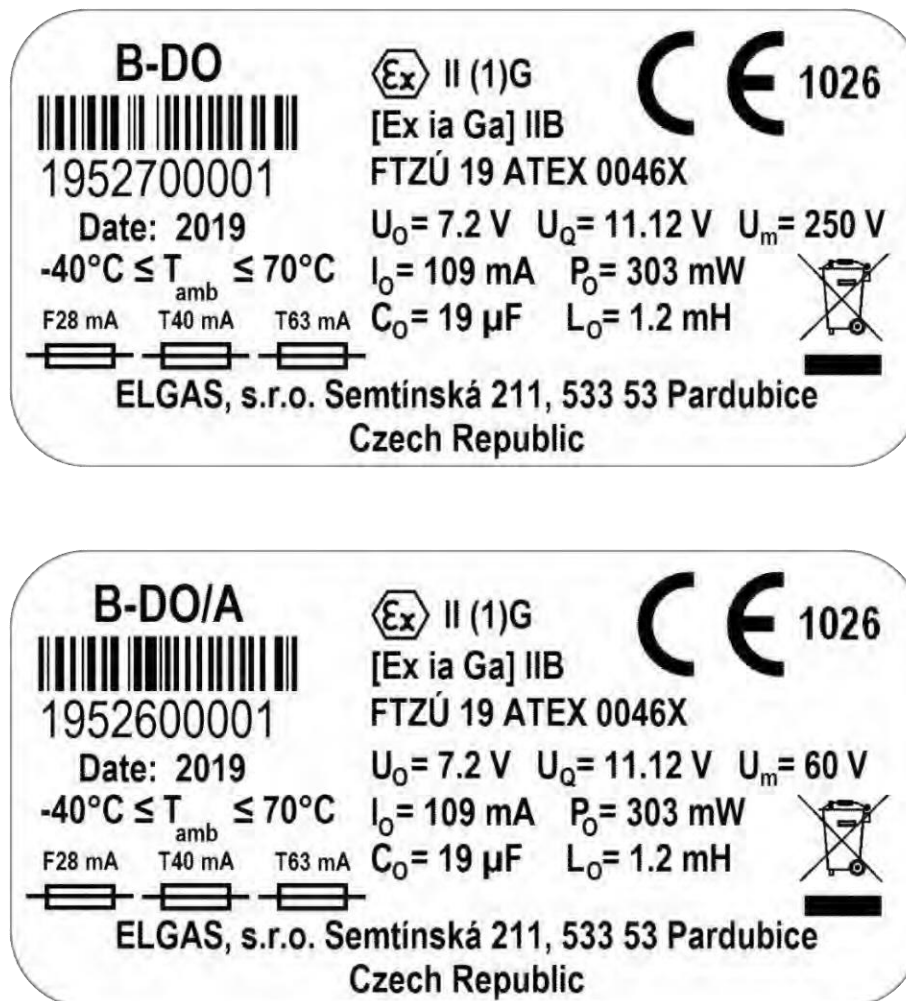 B-DO
1952700001
Date: 2019
-40°C ≤ Tamb ≤ 70°C
F28 mA T40 mA T63 mA
Ex II (1)G
[Ex ia Ga] IIB
FTZÚ 19 ATEX 0046X
CE 1026
UO= 7.2 V UQ= 11.12 V Um= 250 V
IO= 109 mA PO= 303 mW
CO= 19 µF LO= 1.2 mH
ELGAS, s.r.o. Semtínská 211, 533 53 Pardubice
Czech Republic
B-DO/A
1952600001
Date: 2019
-40°C ≤ Tamb ≤ 70°C
F28 mA T40 mA T63 mA
Ex II (1)G
[Ex ia Ga] IIB
FTZÚ 19 ATEX 0046X
CE 1026
UO= 7.2 V UQ= 11.12 V Um= 60 V
IO= 109 mA PO= 303 mW
CO= 19 µF LO= 1.2 mH
ELGAS, s.r.o. Semtínská 211, 533 53 Pardubice
Czech Republic